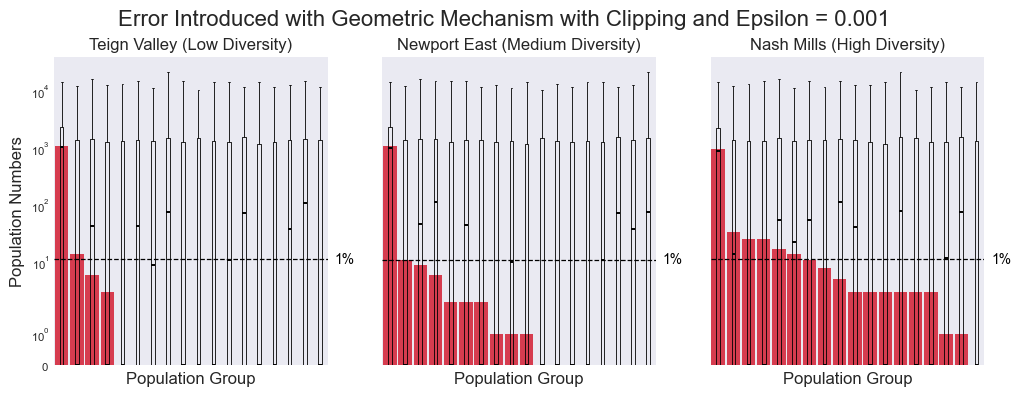 Error Introduced with Geometric Mechanism with Clipping and Epsilon = 0.001
Teign Valley (Low Diversity)
Newport East (Medium Diversity)
Nash Mills (High Diversity)
Population Numbers
10⁴
10³
10²
10¹
10⁰
0
1%
1%
1%
Population Group
Population Group
Population Group